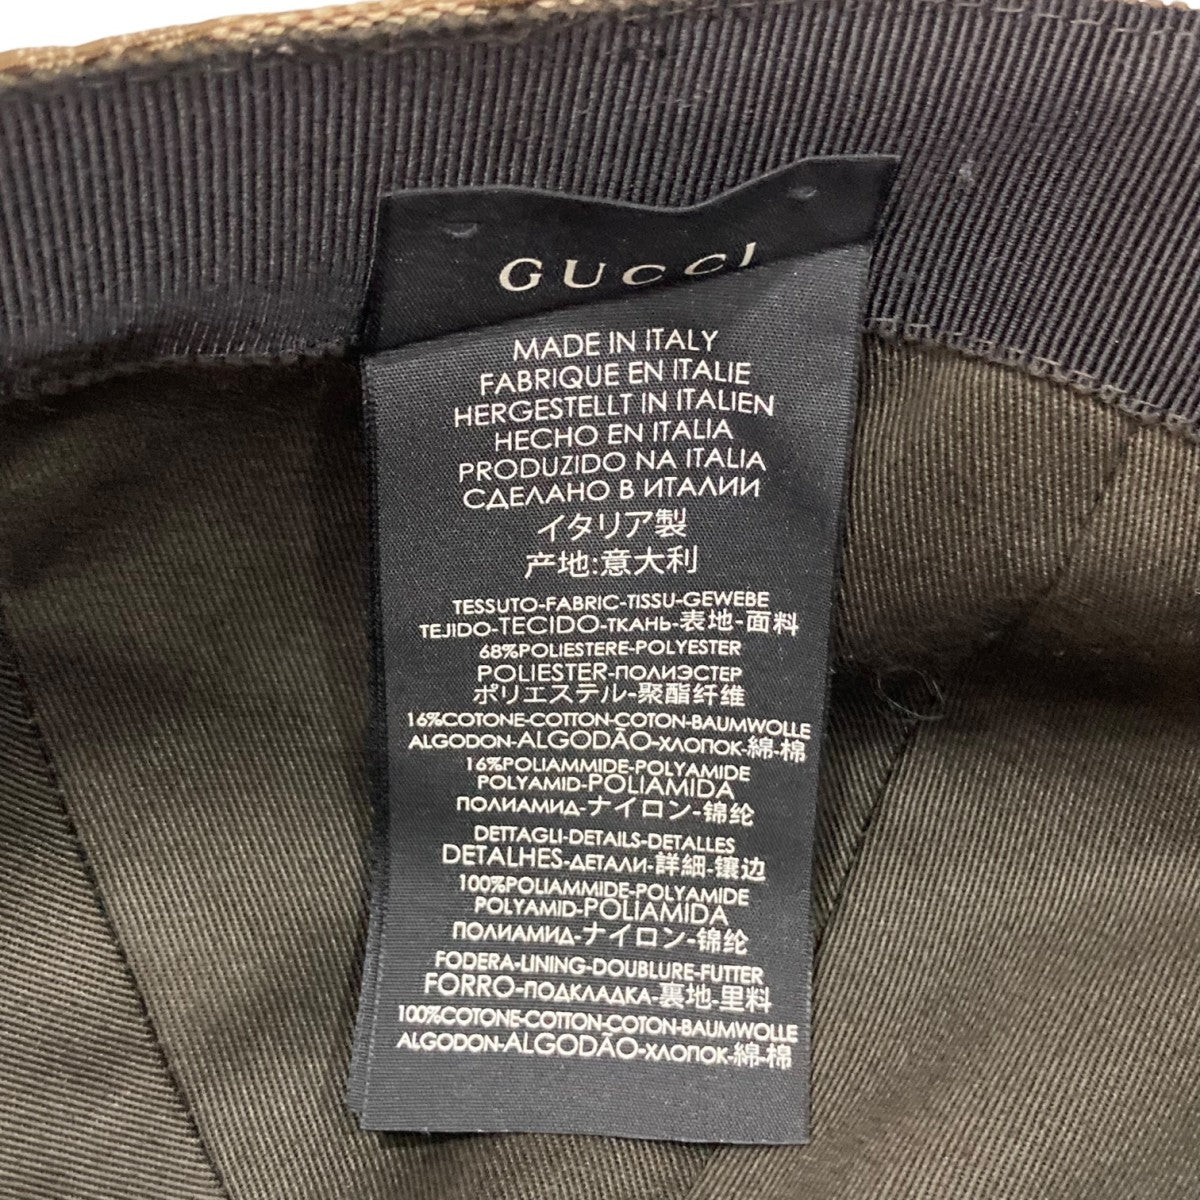 GUCCI
MADE IN ITALY
FABRIQUE EN ITALIE
HERGESTELLT IN ITALIEN
HECHO EN ITALIA
PRODUZIDO NA ITALIA
СДЕЛАНО В ИТАЛИИ
イタリア製
产地:意大利
TESSUTO-FABRIC-TISSU-GEWEBE
TEJIDO-TECIDO-ТКАНЬ-表地-面料
68%POLIESTERE-POLYESTER
POLIESTER-ПОЛИЭСТЕР
ポリエステル-聚酯纤维
16%COTONE-COTTON-COTON-BAUMWOLLE
ALGODON-ALGODÃO-ХЛОПОК-綿-棉
16%POLIAMMIDE-POLYAMIDE
POLYAMID-POLIAMIDA
ПОЛИАМИД-ナイロン-锦纶
DETTAGLI-DETAILS-DETALLES
DETALHES-ДЕТАЛИ-詳細-镶边
100%POLIAMMIDE-POLYAMIDE
POLYAMID-POLIAMIDA
ПОЛИАМИД-ナイロン-锦纶
FODERA-LINING-DOUBLURE-FUTTER
FORRO-ПОДКЛАДКА-裏地-里料
100%COTONE-COTTON-COTON-BAUMWOLLE
ALGODON-ALGODÃO-ХЛОПОК-綿-棉